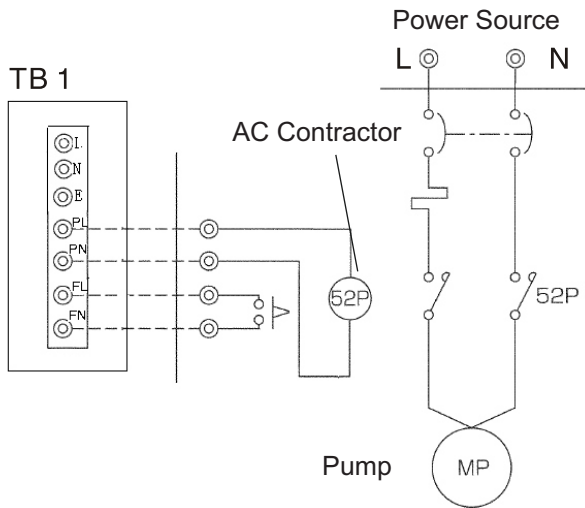 Power Source
L N
TB 1
AC Contractor
L
N
E
PL
PN
FL
FN
52P
52P
Pump
MP